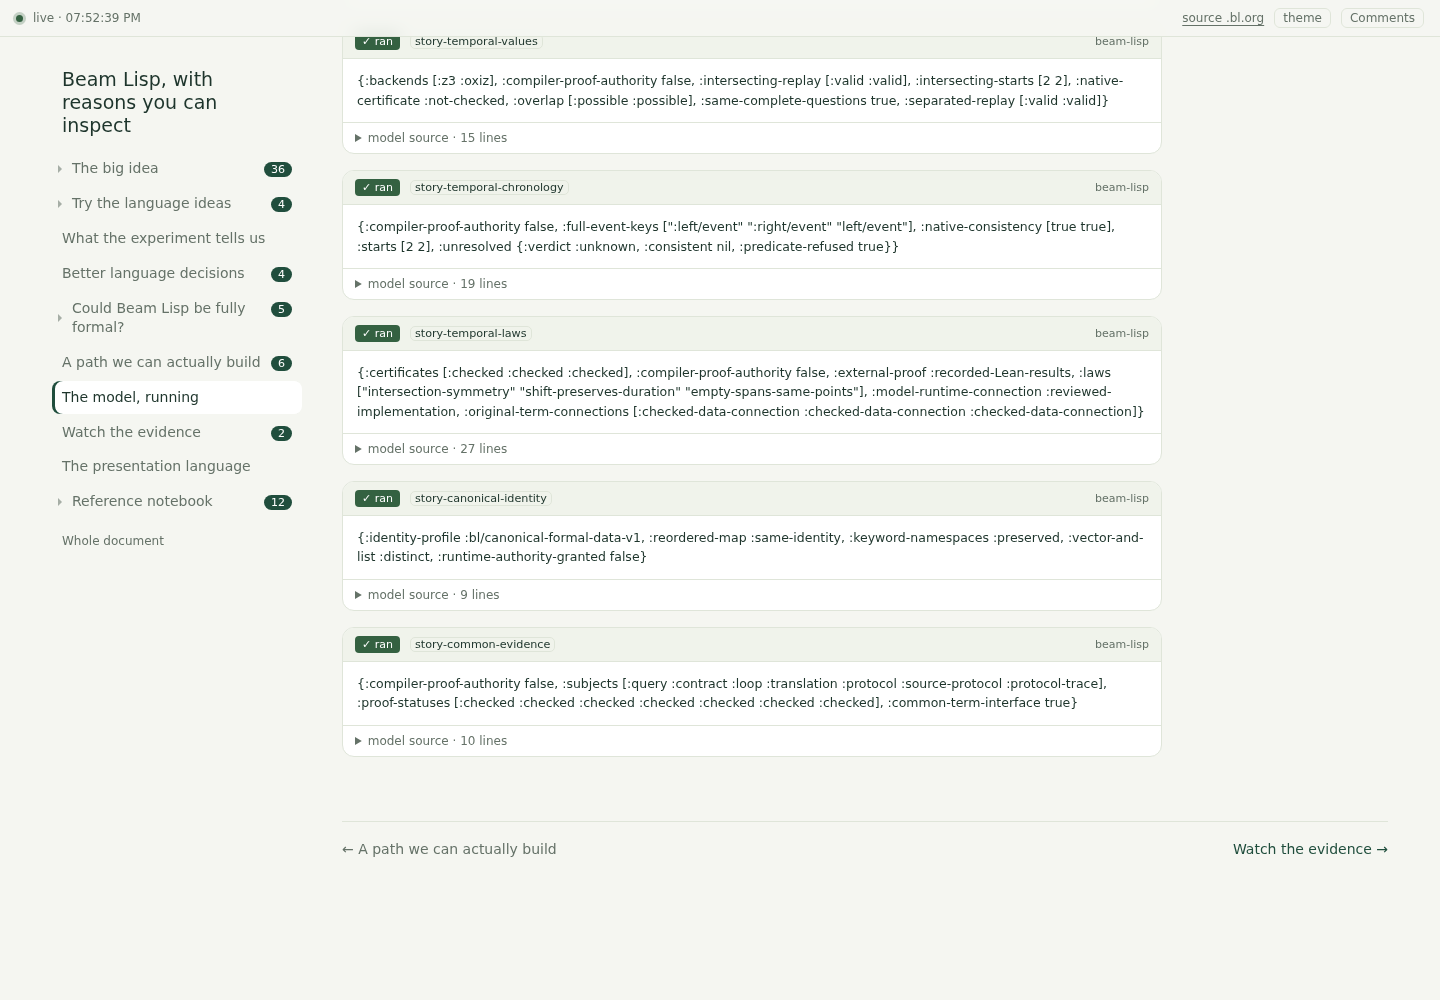 live · 07:52:39 PM
source .bl.org
theme
Comments
Beam Lisp, with
reasons you can
inspect
The big idea 36
Try the language ideas 4
What the experiment tells us
Better language decisions 4
Could Beam Lisp be fully
formal? 5
A path we can actually build 6
The model, running
Watch the evidence 2
The presentation language
Reference notebook 12
Whole document
✓ ran story-temporal-values beam-lisp
{:backends [:z3 :oxiz], :compiler-proof-authority false, :intersecting-replay [:valid :valid], :intersecting-starts [2 2], :native-
certificate :not-checked, :overlap [:possible :possible], :same-complete-questions true, :separated-replay [:valid :valid]}
model source · 15 lines
✓ ran story-temporal-chronology beam-lisp
{:compiler-proof-authority false, :full-event-keys [":left/event" ":right/event" "left/event"], :native-consistency [true true],
:starts [2 2], :unresolved {:verdict :unknown, :consistent nil, :predicate-refused true}}
model source · 19 lines
✓ ran story-temporal-laws beam-lisp
{:certificates [:checked :checked :checked], :compiler-proof-authority false, :external-proof :recorded-Lean-results, :laws
["intersection-symmetry" "shift-preserves-duration" "empty-spans-same-points"], :model-runtime-connection :reviewed-
implementation, :original-term-connections [:checked-data-connection :checked-data-connection :checked-data-connection]}
model source · 27 lines
✓ ran story-canonical-identity beam-lisp
{:identity-profile :bl/canonical-formal-data-v1, :reordered-map :same-identity, :keyword-namespaces :preserved, :vector-and-
list :distinct, :runtime-authority-granted false}
model source · 9 lines
✓ ran story-common-evidence beam-lisp
{:compiler-proof-authority false, :subjects [:query :contract :loop :translation :protocol :source-protocol :protocol-trace],
:proof-statuses [:checked :checked :checked :checked :checked :checked :checked], :common-term-interface true}
model source · 10 lines
← A path we can actually build
Watch the evidence →